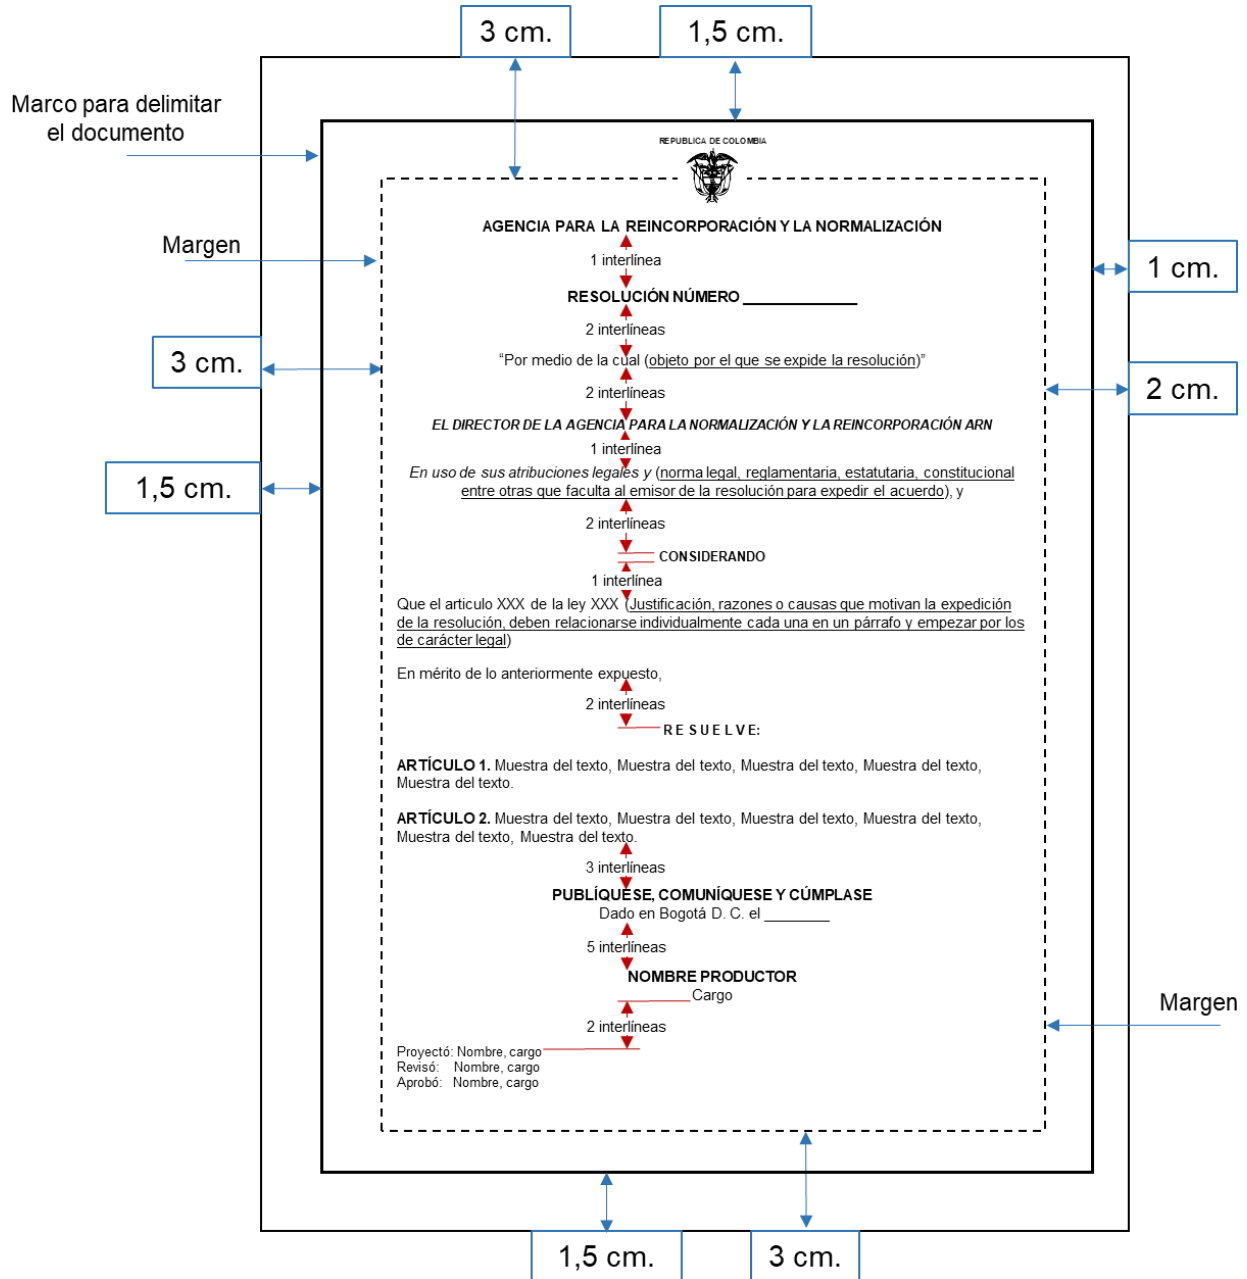 3 cm.
1,5 cm.
Marco para delimitar
el documento
REPUBLICA DE COLOMBIA
AGENCIA PARA LA REINCORPORACIÓN Y LA NORMALIZACIÓN
Margen
1 interlínea
1 cm.
RESOLUCIÓN NÚMERO ______________
2 interlíneas
3 cm.
“Por medio de la cual (objeto por el que se expide la resolución)”
2 cm.
2 interlíneas
EL DIRECTOR DE LA AGENCIA PARA LA NORMALIZACIÓN Y LA REINCORPORACIÓN ARN
1 interlínea
En uso de sus atribuciones legales y (norma legal, reglamentaria, estatutaria, constitucional
entre otras que faculta al emisor de la resolución para expedir el acuerdo), y
1,5 cm.
2 interlíneas
CONSIDERANDO
1 interlínea
Que el articulo XXX de la ley XXX (Justificación, razones o causas que motivan la expedición
de la resolución, deben relacionarse individualmente cada una en un párrafo y empezar por los
de carácter legal)
En mérito de lo anteriormente expuesto,
2 interlíneas
R E S U E L V E:
ARTÍCULO 1. Muestra del texto, Muestra del texto, Muestra del texto, Muestra del texto,
Muestra del texto.
ARTÍCULO 2. Muestra del texto, Muestra del texto, Muestra del texto, Muestra del texto,
Muestra del texto, Muestra del texto.
3 interlíneas
PUBLÍQUESE, COMUNÍQUESE Y CÚMPLASE
Dado en Bogotá D. C. el ________
5 interlíneas
NOMBRE PRODUCTOR
Cargo
Margen
2 interlíneas
Proyectó: Nombre, cargo
Revisó: Nombre, cargo
Aprobó: Nombre, cargo
1,5 cm.
3 cm.